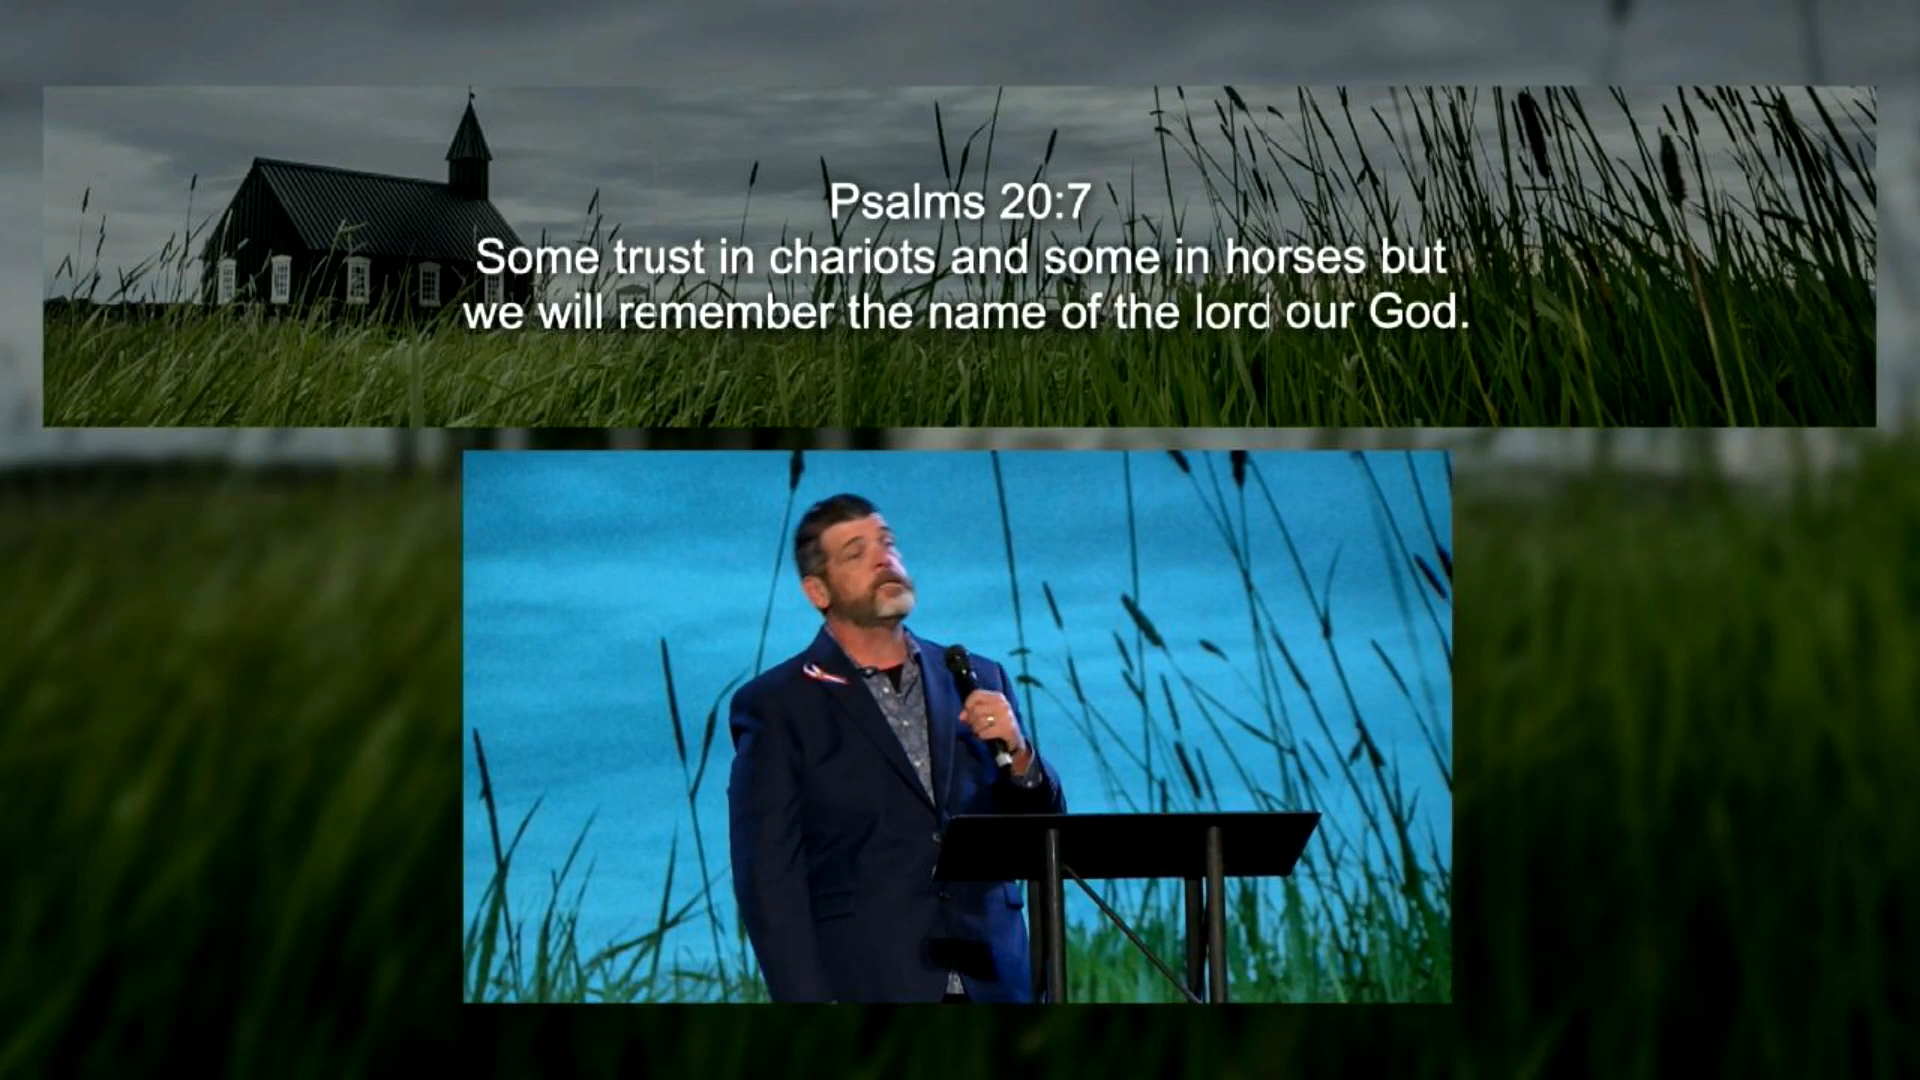 Psalms 20:7
Some trust in chariots and some in horses but
we will remember the name of the lord our God.